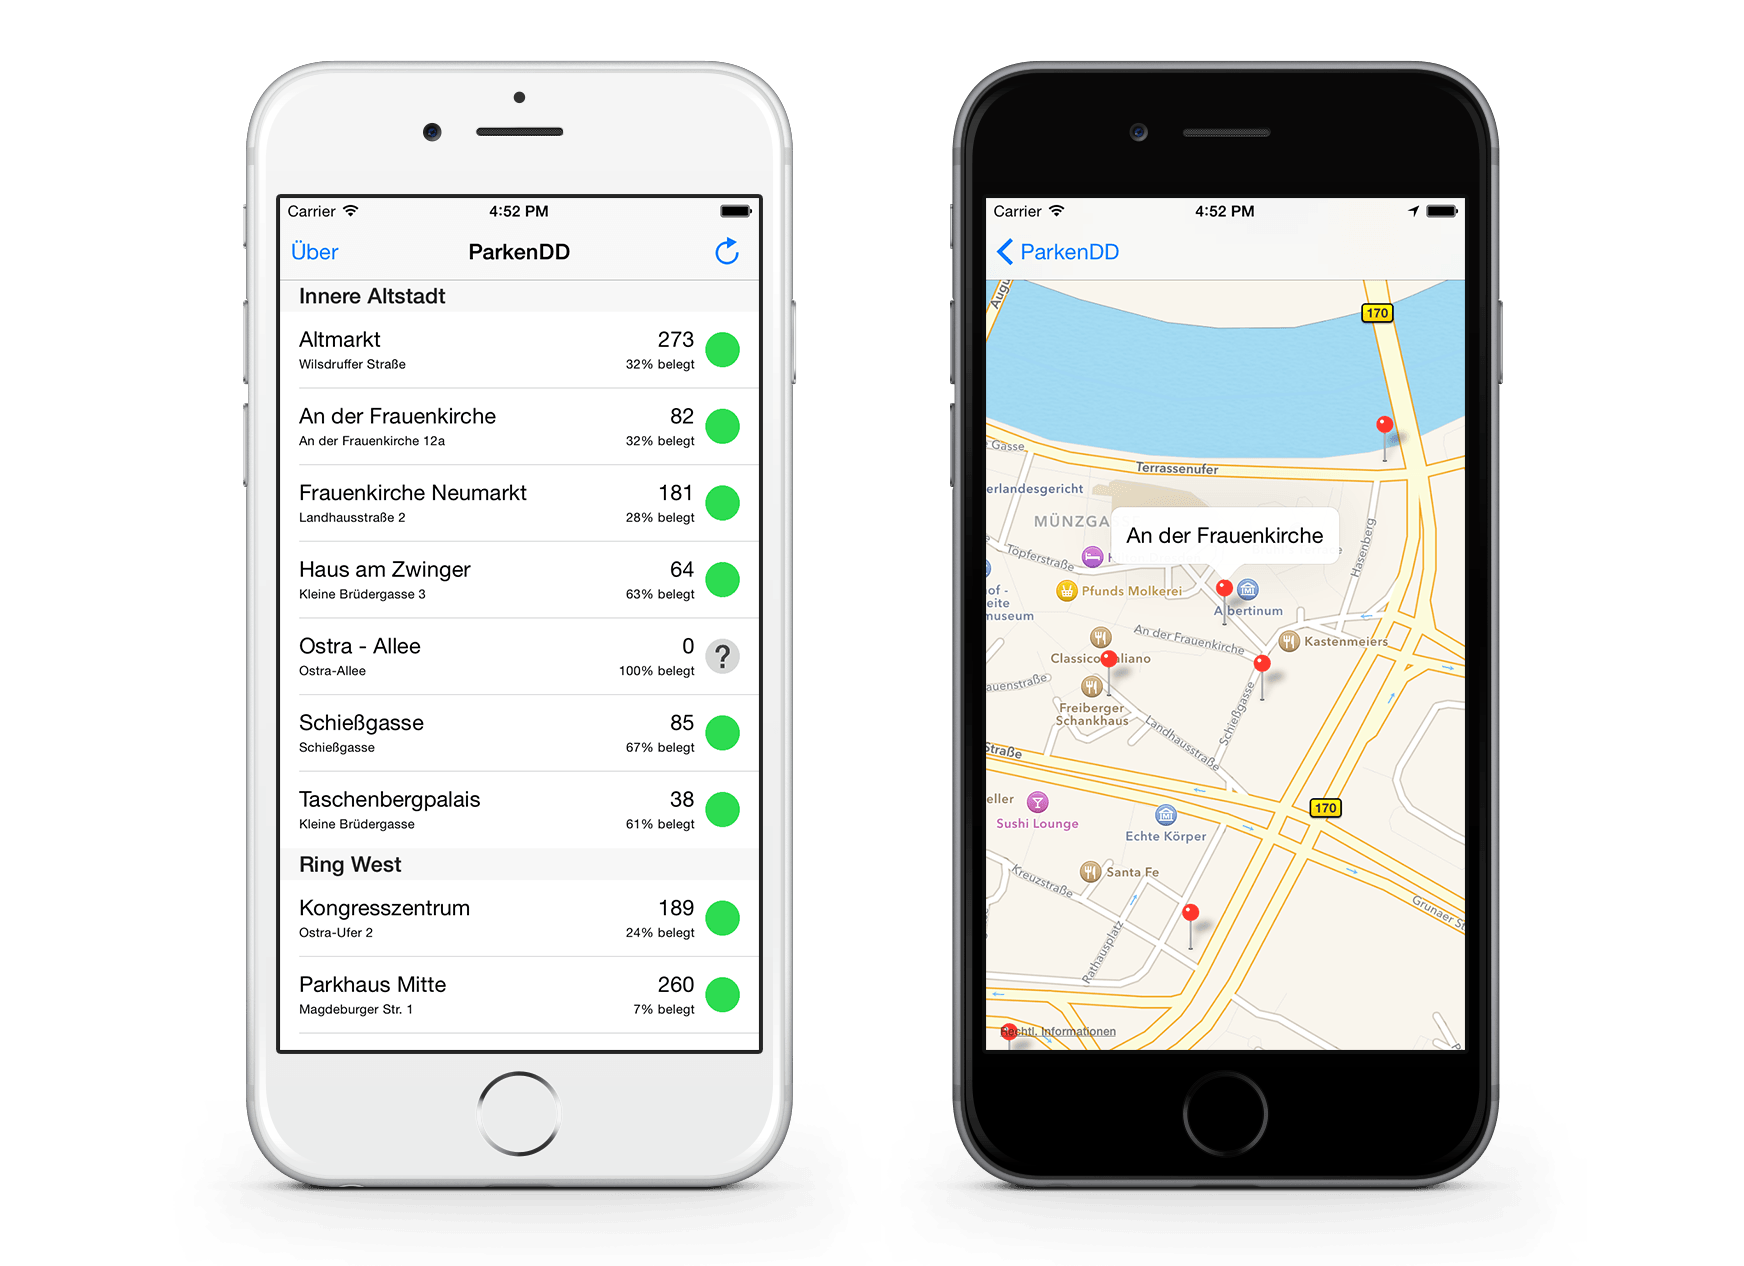 Carrier 4:52 PM
Über ParkenDD
Innere Altstadt
Altmarkt 273
Wilsdruffer Straße 32% belegt
An der Frauenkirche 82
An der Frauenkirche 12a 32% belegt
Frauenkirche Neumarkt 181
Landhausstraße 2 28% belegt
Haus am Zwinger 64
Kleine Brüdergasse 3 63% belegt
Ostra - Allee 0
?
Ostra-Allee 100% belegt
Schießgasse 85
Schießgasse 67% belegt
Taschenbergpalais 38
Kleine Brüdergasse 61% belegt
Ring West
Kongresszentrum 189
Ostra-Ufer 2 24% belegt
Parkhaus Mitte 260
Magdeburger Str. 1 7% belegt
Carrier 4:52 PM
ParkenDD
Augu
170
Gasse
Terrassenufer
erlandesgericht
MÜNZGA
An der Frauenkirche
Hasenberg
Töpferstraße
Pfunds Molkerei
Albertinum
of -
eite
museum
An der Frauenkirche
Kastenmeiers
Classico Italiano
auenstraße
Freiberger
Schankhaus
Landhausstraße
Schießgasse
Straße
eller
Sushi Lounge
170
Echte Körper
Santa Fe
Kreuzstraße
Grunaer St
Rathausplatz
Rechtl. Informationen